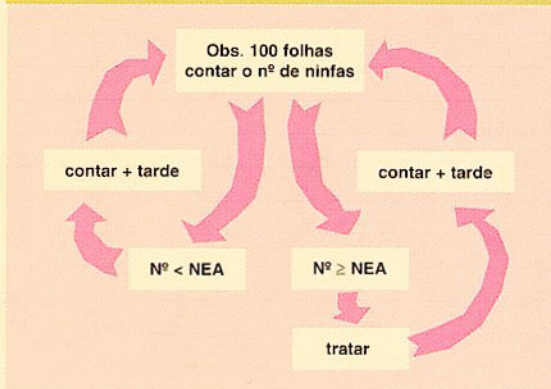 Obs. 100 folhas
contar o nº de ninfas
contar + tarde
contar + tarde
Nº < NEA
Nº ≥ NEA
tratar